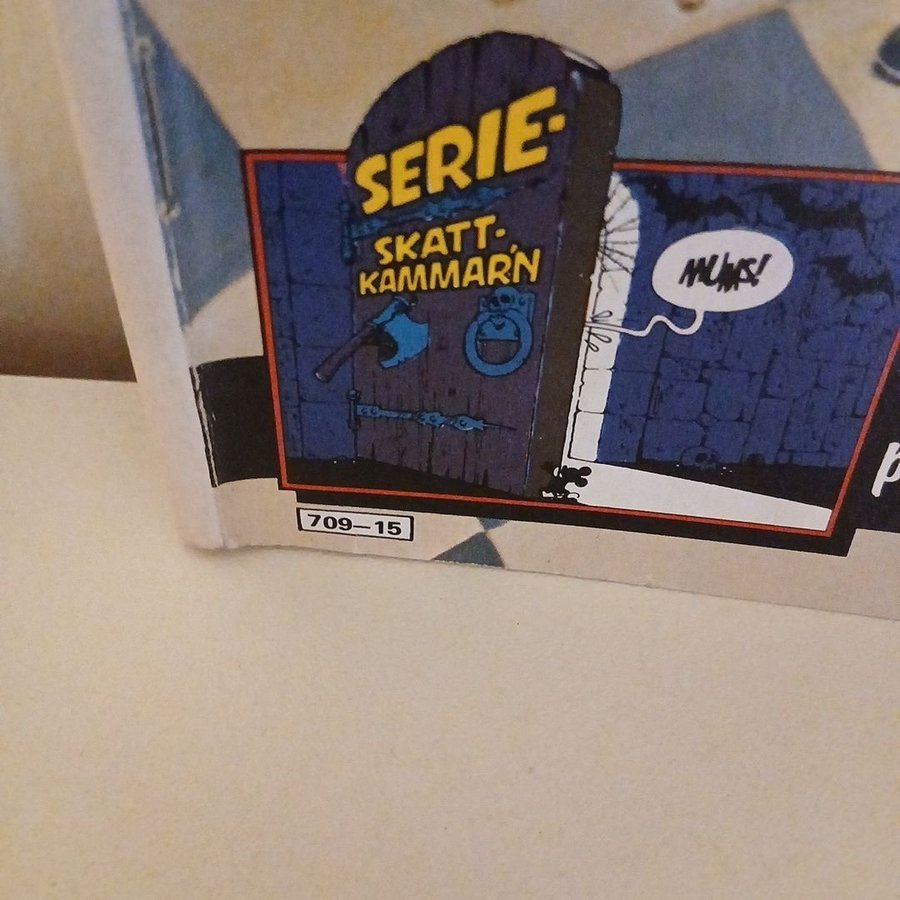 SERIE-
SKATT-
KAMMAR'N
MUMS!
709-15